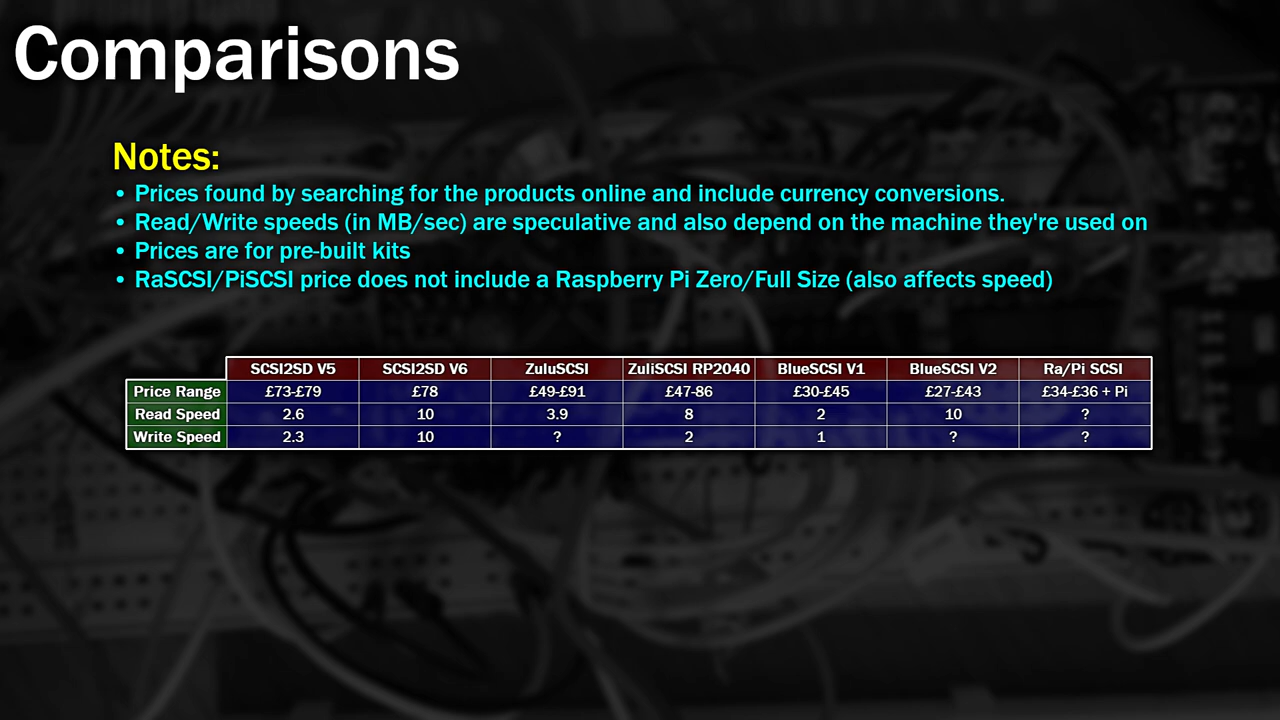 Comparisons
Notes:
• Prices found by searching for the products online and include currency conversions.
• Read/Write speeds (in MB/sec) are speculative and also depend on the machine they're used on
• Prices are for pre-built kits
• RaSCSI/PiSCSI price does not include a Raspberry Pi Zero/Full Size (also affects speed)
SCSI2SD V5 SCSI2SD V6 ZuluSCSI ZuliSCSI RP2040 BlueSCSI V1 BlueSCSI V2 Ra/Pi SCSI
Price Range £73-£79 £78 £49-£91 £47-86 £30-£45 £27-£43 £34-£36 + Pi
Read Speed 2.6 10 3.9 8 2 10 ?
Write Speed 2.3 10 ? 2 1 ? ?